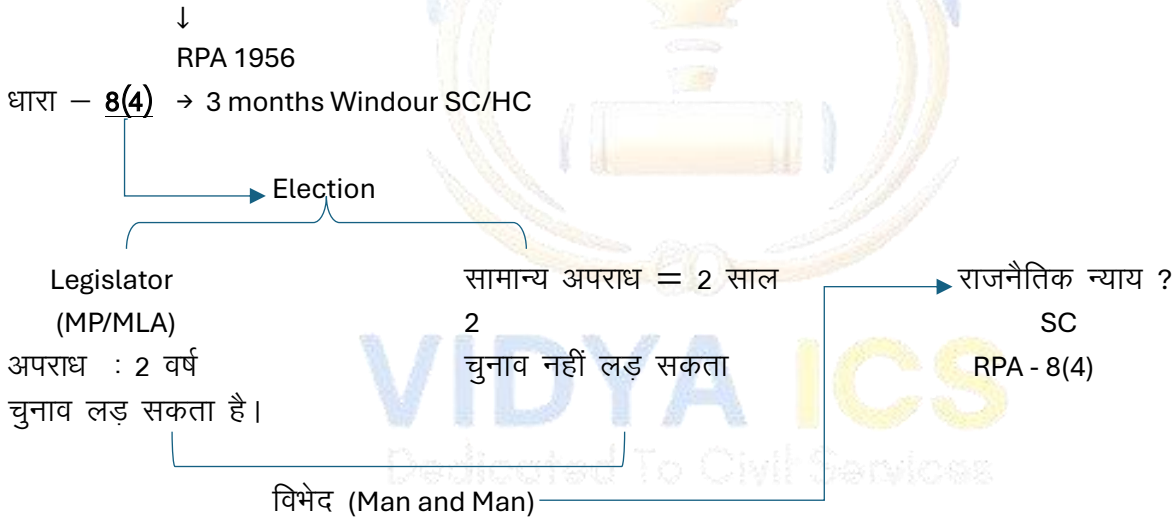 ↓
RPA 1956
धारा – 8(4) → 3 months Windour SC/HC
Election
Legislator
(MP/MLA)
अपराध : 2 वर्ष
चुनाव लड़ सकता है।
सामान्य अपराध = 2 साल
2
चुनाव नहीं लड़ सकता
राजनैतिक न्याय ?
SC
RPA - 8(4)
विभेद (Man and Man)
VIDYA ICS
Dedicated To Civil Services